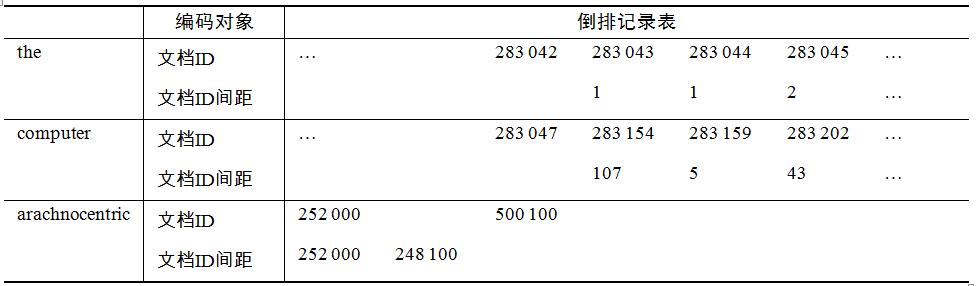 编码对象 倒排记录表
the 文档ID … 283 042 283 043 283 044 283 045 …
文档ID间距 1 1 2 …
computer 文档ID … 283 047 283 154 283 159 283 202 …
文档ID间距 107 5 43 …
arachnocentric 文档ID 252 000 500 100
文档ID间距 252 000 248 100